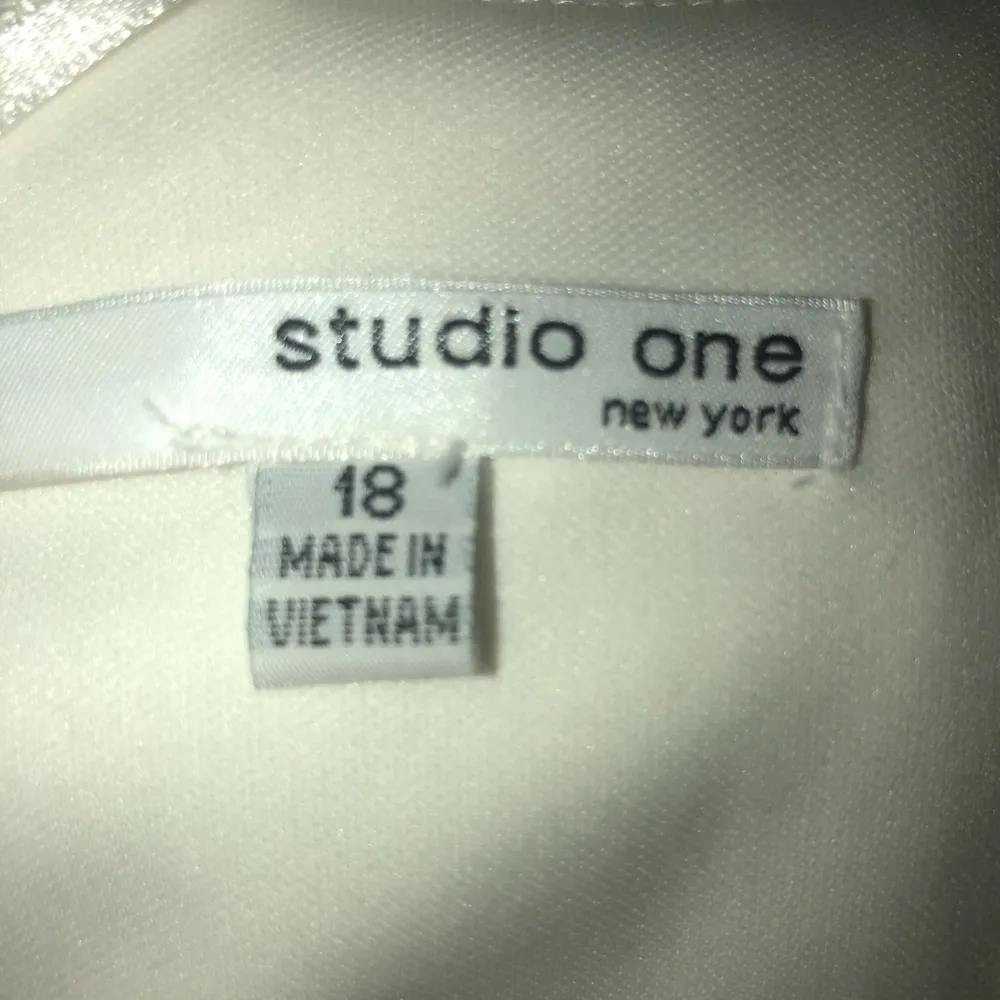 studio one
new york
18
MADE IN
VIETNAM